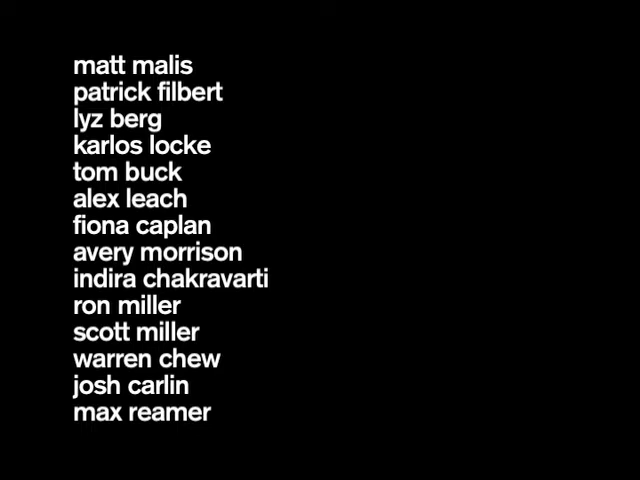 matt malis
patrick filbert
lyz berg
karlos locke
tom buck
alex leach
fiona caplan
avery morrison
indira chakravarti
ron miller
scott miller
warren chew
josh carlin
max reamer